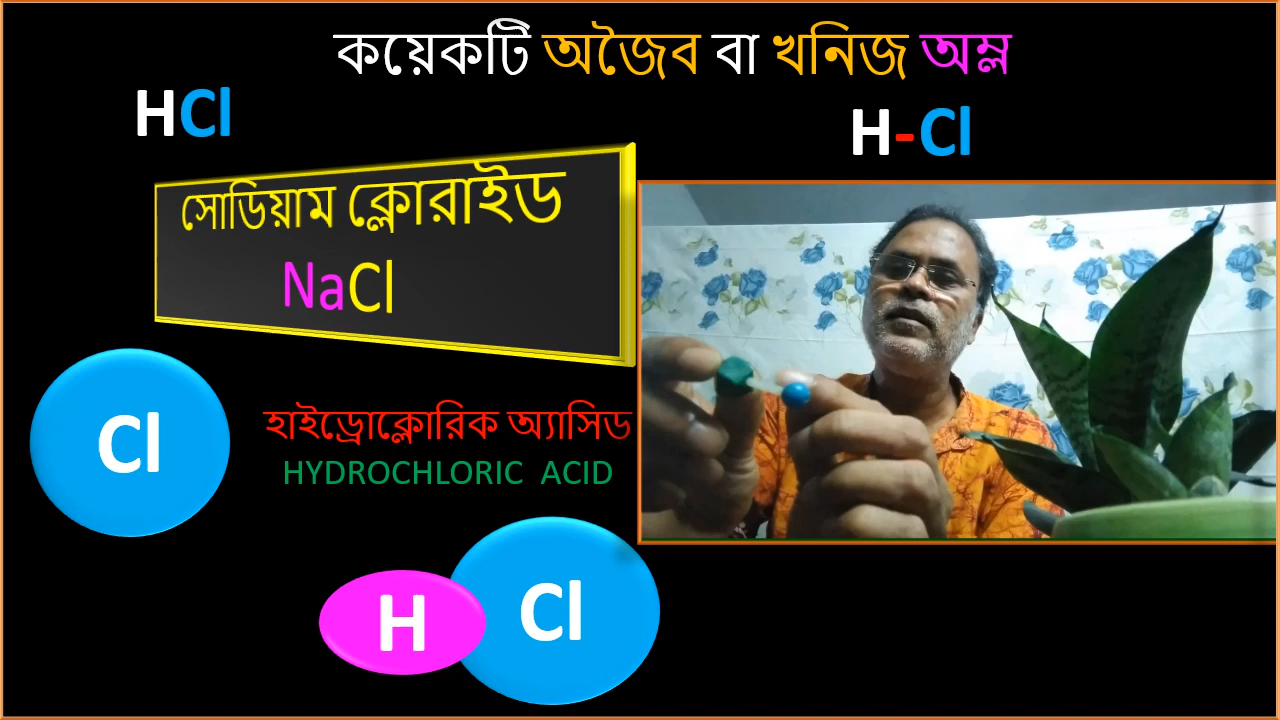 কয়েকটি অজৈব বা খনিজ অম্ল
HCl
H-Cl
সোডিয়াম ক্লোরাইড
NaCl
Cl
হাইড্রোক্লোরিক অ্যাসিড
HYDROCHLORIC ACID
H
Cl